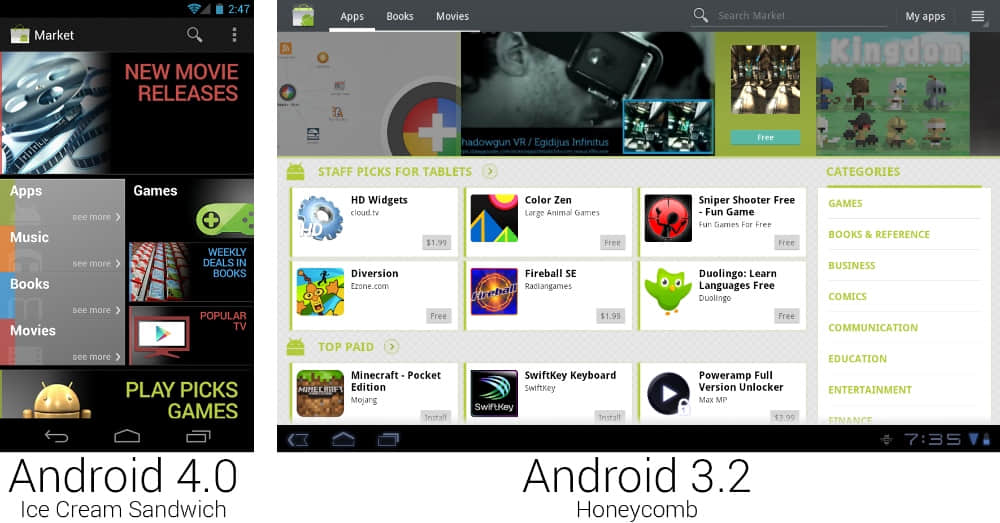 2:47
Market
NEW MOVIE
RELEASES
Apps
see more
Music
see more
Books
see more
Movies
see more
Games
WEEKLY
DEALS IN
BOOKS
POPULAR
TV
PLAY PICKS
GAMES
Android 4.0
Ice Cream Sandwich
Apps Books Movies
Search Market...
My apps
hadowgun VR / Egidijus Infinitus
Free
Kingdom
STAFF PICKS FOR TABLETS
HD Widgets
cloud.tv
HD
$1.99
Color Zen
Large Animal Games
Free
Sniper Shooter Free
- Fun Game
Fun Games For Free
Free
Diversion
Ezone.com
Free
Fireball SE
Radiangames
Fireball
$1.99
Duolingo: Learn
Languages Free
Duolingo
Free
TOP PAID
Minecraft - Pocket
Edition
Mojang
MINECRAFT
Install
SwiftKey Keyboard
SwiftKey
SWIFTKEY
Install
Poweramp Full
Version Unlocker
Max MP
$3.99
CATEGORIES
GAMES
BOOKS & REFERENCE
BUSINESS
COMICS
COMMUNICATION
EDUCATION
ENTERTAINMENT
FINANCE
7:35
Android 3.2
Honeycomb